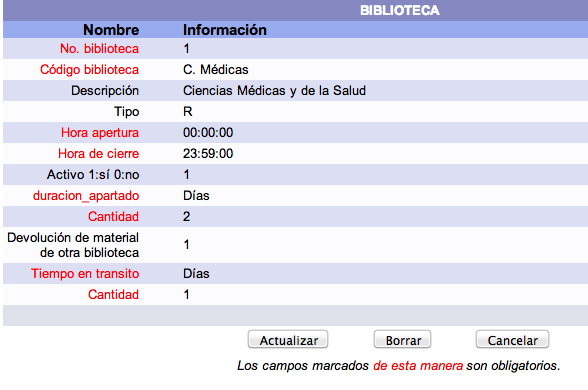 BIBLIOTECA
Nombre Información
No. biblioteca 1
Código biblioteca C. Médicas
Descripción Ciencias Médicas y de la Salud
Tipo R
Hora apertura 00:00:00
Hora de cierre 23:59:00
Activo 1:sí 0:no 1
duracion_apartado Días
Cantidad 2
Devolución de material
de otra biblioteca 1
Tiempo en transito Días
Cantidad 1
Actualizar Borrar Cancelar
Los campos marcados de esta manera son obligatorios.